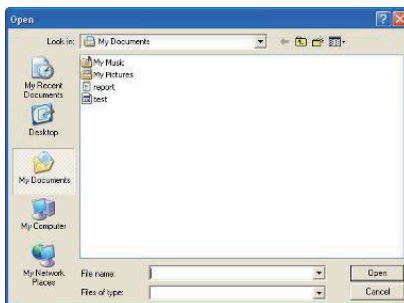 Open
Look in:
My Documents
My Recent
Documents
Desktop
My Documents
My Computer
My Network
Places
My Music
My Pictures
report
test
File name:
Open
Files of type:
Cancel